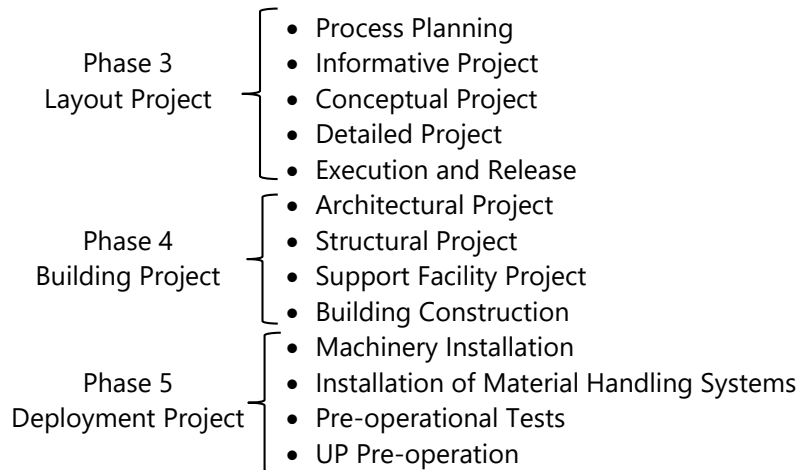 Phase 3
Layout Project
• Process Planning
• Informative Project
• Conceptual Project
• Detailed Project
• Execution and Release
Phase 4
Building Project
• Architectural Project
• Structural Project
• Support Facility Project
• Building Construction
Phase 5
Deployment Project
• Machinery Installation
• Installation of Material Handling Systems
• Pre-operational Tests
• UP Pre-operation